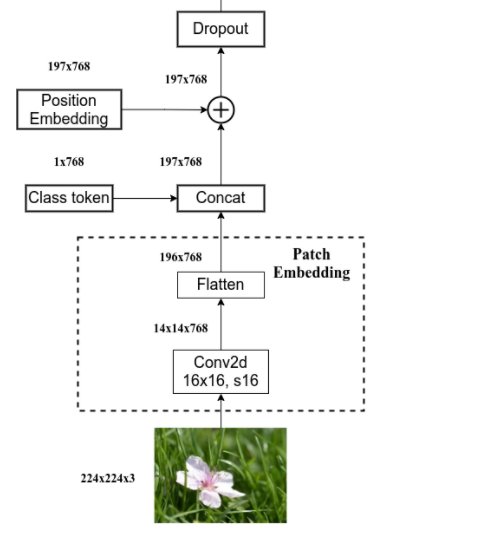 Dropout
197x768
197x768
Position
Embedding
1x768
197x768
Class token
Concat
196x768
Patch
Embedding
Flatten
14x14x768
Conv2d
16x16, s16
224x224x3